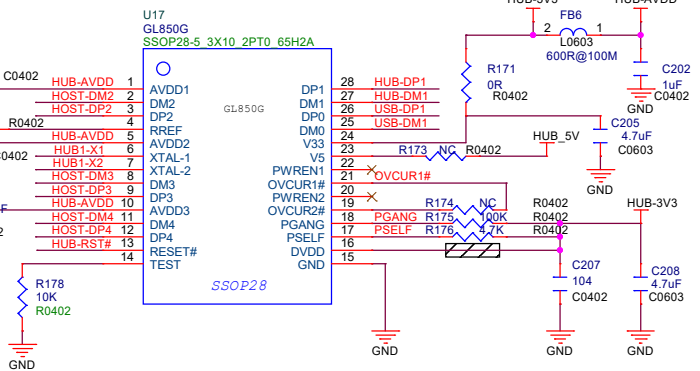 U17
GL850G
SSOP28-5_3X10_2PT0_65H2A
HUB-3V3
HUB-AVDD
FB6
2
1
L0603
600R@100M
R171
0R
R0402
C202
1uF
C0402
GND
C205
4.7uF
C0603
GND
HUB_5V
C0402
R0402
C0402
F
2
HUB-AVDD 1 AVDD1
HOST-DM2 2 DM2
HOST-DP2 3 DP2
4 RREF
HUB-AVDD 5 AVDD2
HUB1-X1 6 XTAL-1
HUB1-X2 7 XTAL-2
HOST-DM3 8 DM3
HOST-DP3 9 DP3
HUB-AVDD 10 AVDD3
HOST-DM4 11 DM4
HOST-DP4 12 DP4
HUB-RST# 13 RESET#
14 TEST
GL850G
SSOP28
DP1 28 HUB-DP1
DM1 27 HUB-DM1
DP0 26 USB-DP1
DM0 25 USB-DM1
V33 24
V5 23 R173 NC R0402
PWREN1 22
OVCUR1# 21 OVCUR1#
PWREN2 20
OVCUR2# 19 R174 NC R0402
PGANG 18 PGANG R175 100K R0402
PSELF 17 PSELF R176 4.7K R0402
DVDD 16
GND 15
HUB-3V3
R178
10K
R0402
GND
GND
C207
104
C0402
GND
C208
4.7uF
C0603
GND